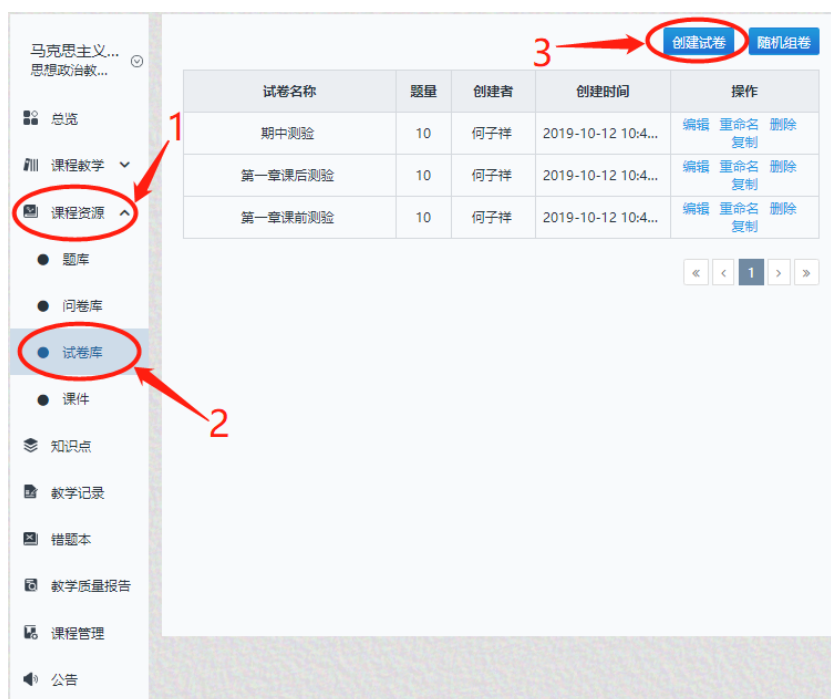 马克思主义...
思想政治教...
总览
课程教学
课程资源
题库
问卷库
试卷库
课件
知识点
教学记录
错题本
教学质量报告
课程管理
公告
1
2
3
创建试卷 随机组卷
试卷名称 题量 创建者 创建时间 操作
期中测验 10 何子祥 2019-10-12 10:4... 编辑 重命名 删除
复制
第一章课后测验 10 何子祥 2019-10-12 10:4... 编辑 重命名 删除
复制
第一章课前测验 10 何子祥 2019-10-12 10:4... 编辑 重命名 删除
复制
« ‹ 1 › »